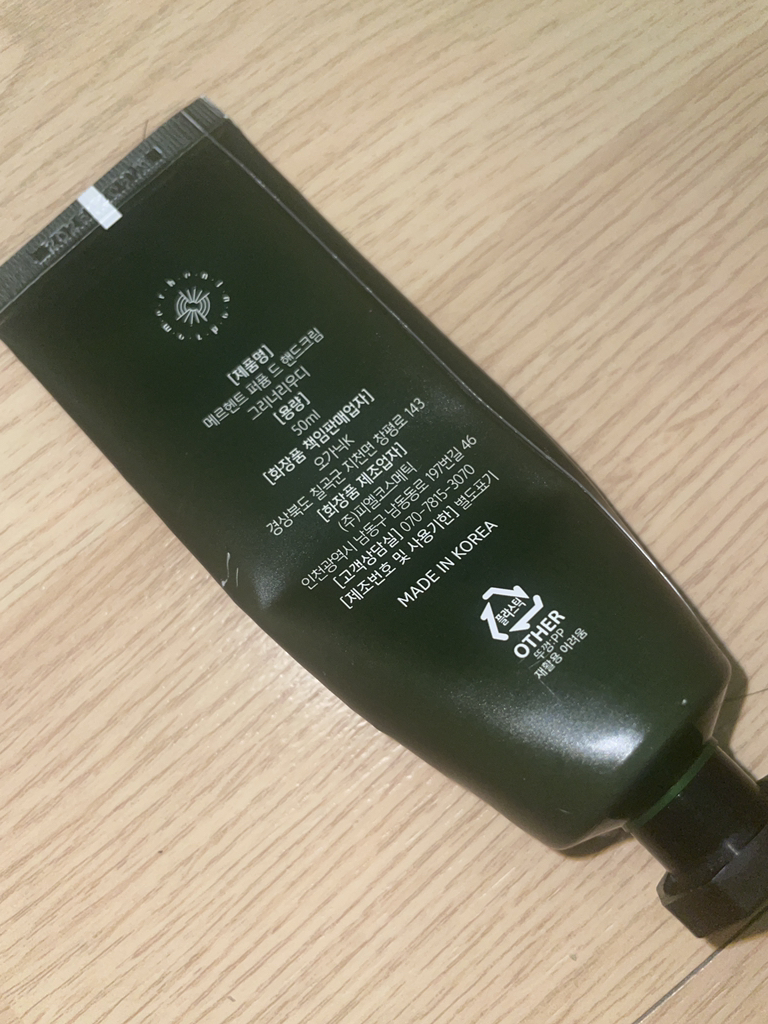 [제품명]
메르헨트 퍼퓸 드 핸드크림
그리너리우디
[용량]
50ml
[화장품 책임판매업자]
오가닉K
경상북도 칠곡군 지천면 창평로 143
[화장품 제조업자]
(주)피엘코스메틱
인천광역시 남동구 남동동로 197번길 46
[고객상담실] 070-7815-3070
[제조번호 및 사용기한] 별도표기
MADE IN KOREA
플라스틱
OTHER
뚜껑:PP
재활용 어려움